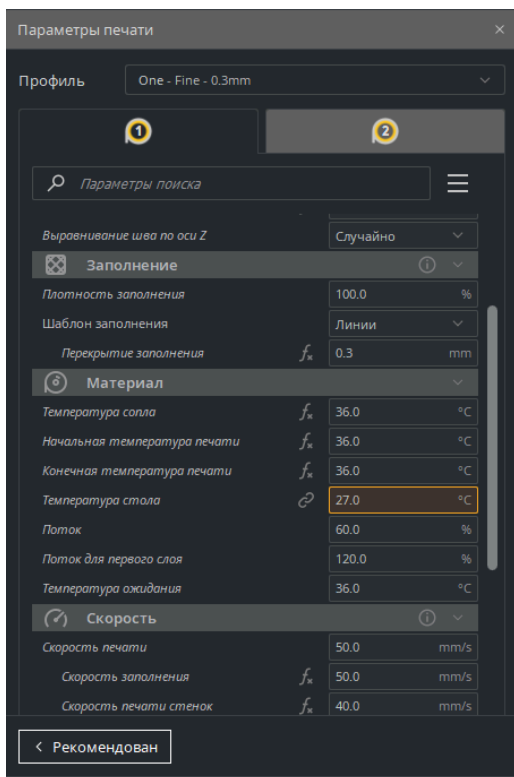 Параметры печати
Профиль One - Fine - 0.3mm
1 2
Параметры поиска
Выравнивание шва по оси Z Случайно
Заполнение
Плотность заполнения 100.0 %
Шаблон заполнения Линии
Перекрытие заполнения 0.3 mm
Материал
Температура сопла 36.0 °C
Начальная температура печати 36.0 °C
Конечная температура печати 36.0 °C
Температура стола 27.0 °C
Поток 60.0 %
Поток для первого слоя 120.0 %
Температура ожидания 36.0 °C
Скорость
Скорость печати 50.0 mm/s
Скорость заполнения 50.0 mm/s
Скорость печати стенок 40.0 mm/s
Рекомендован